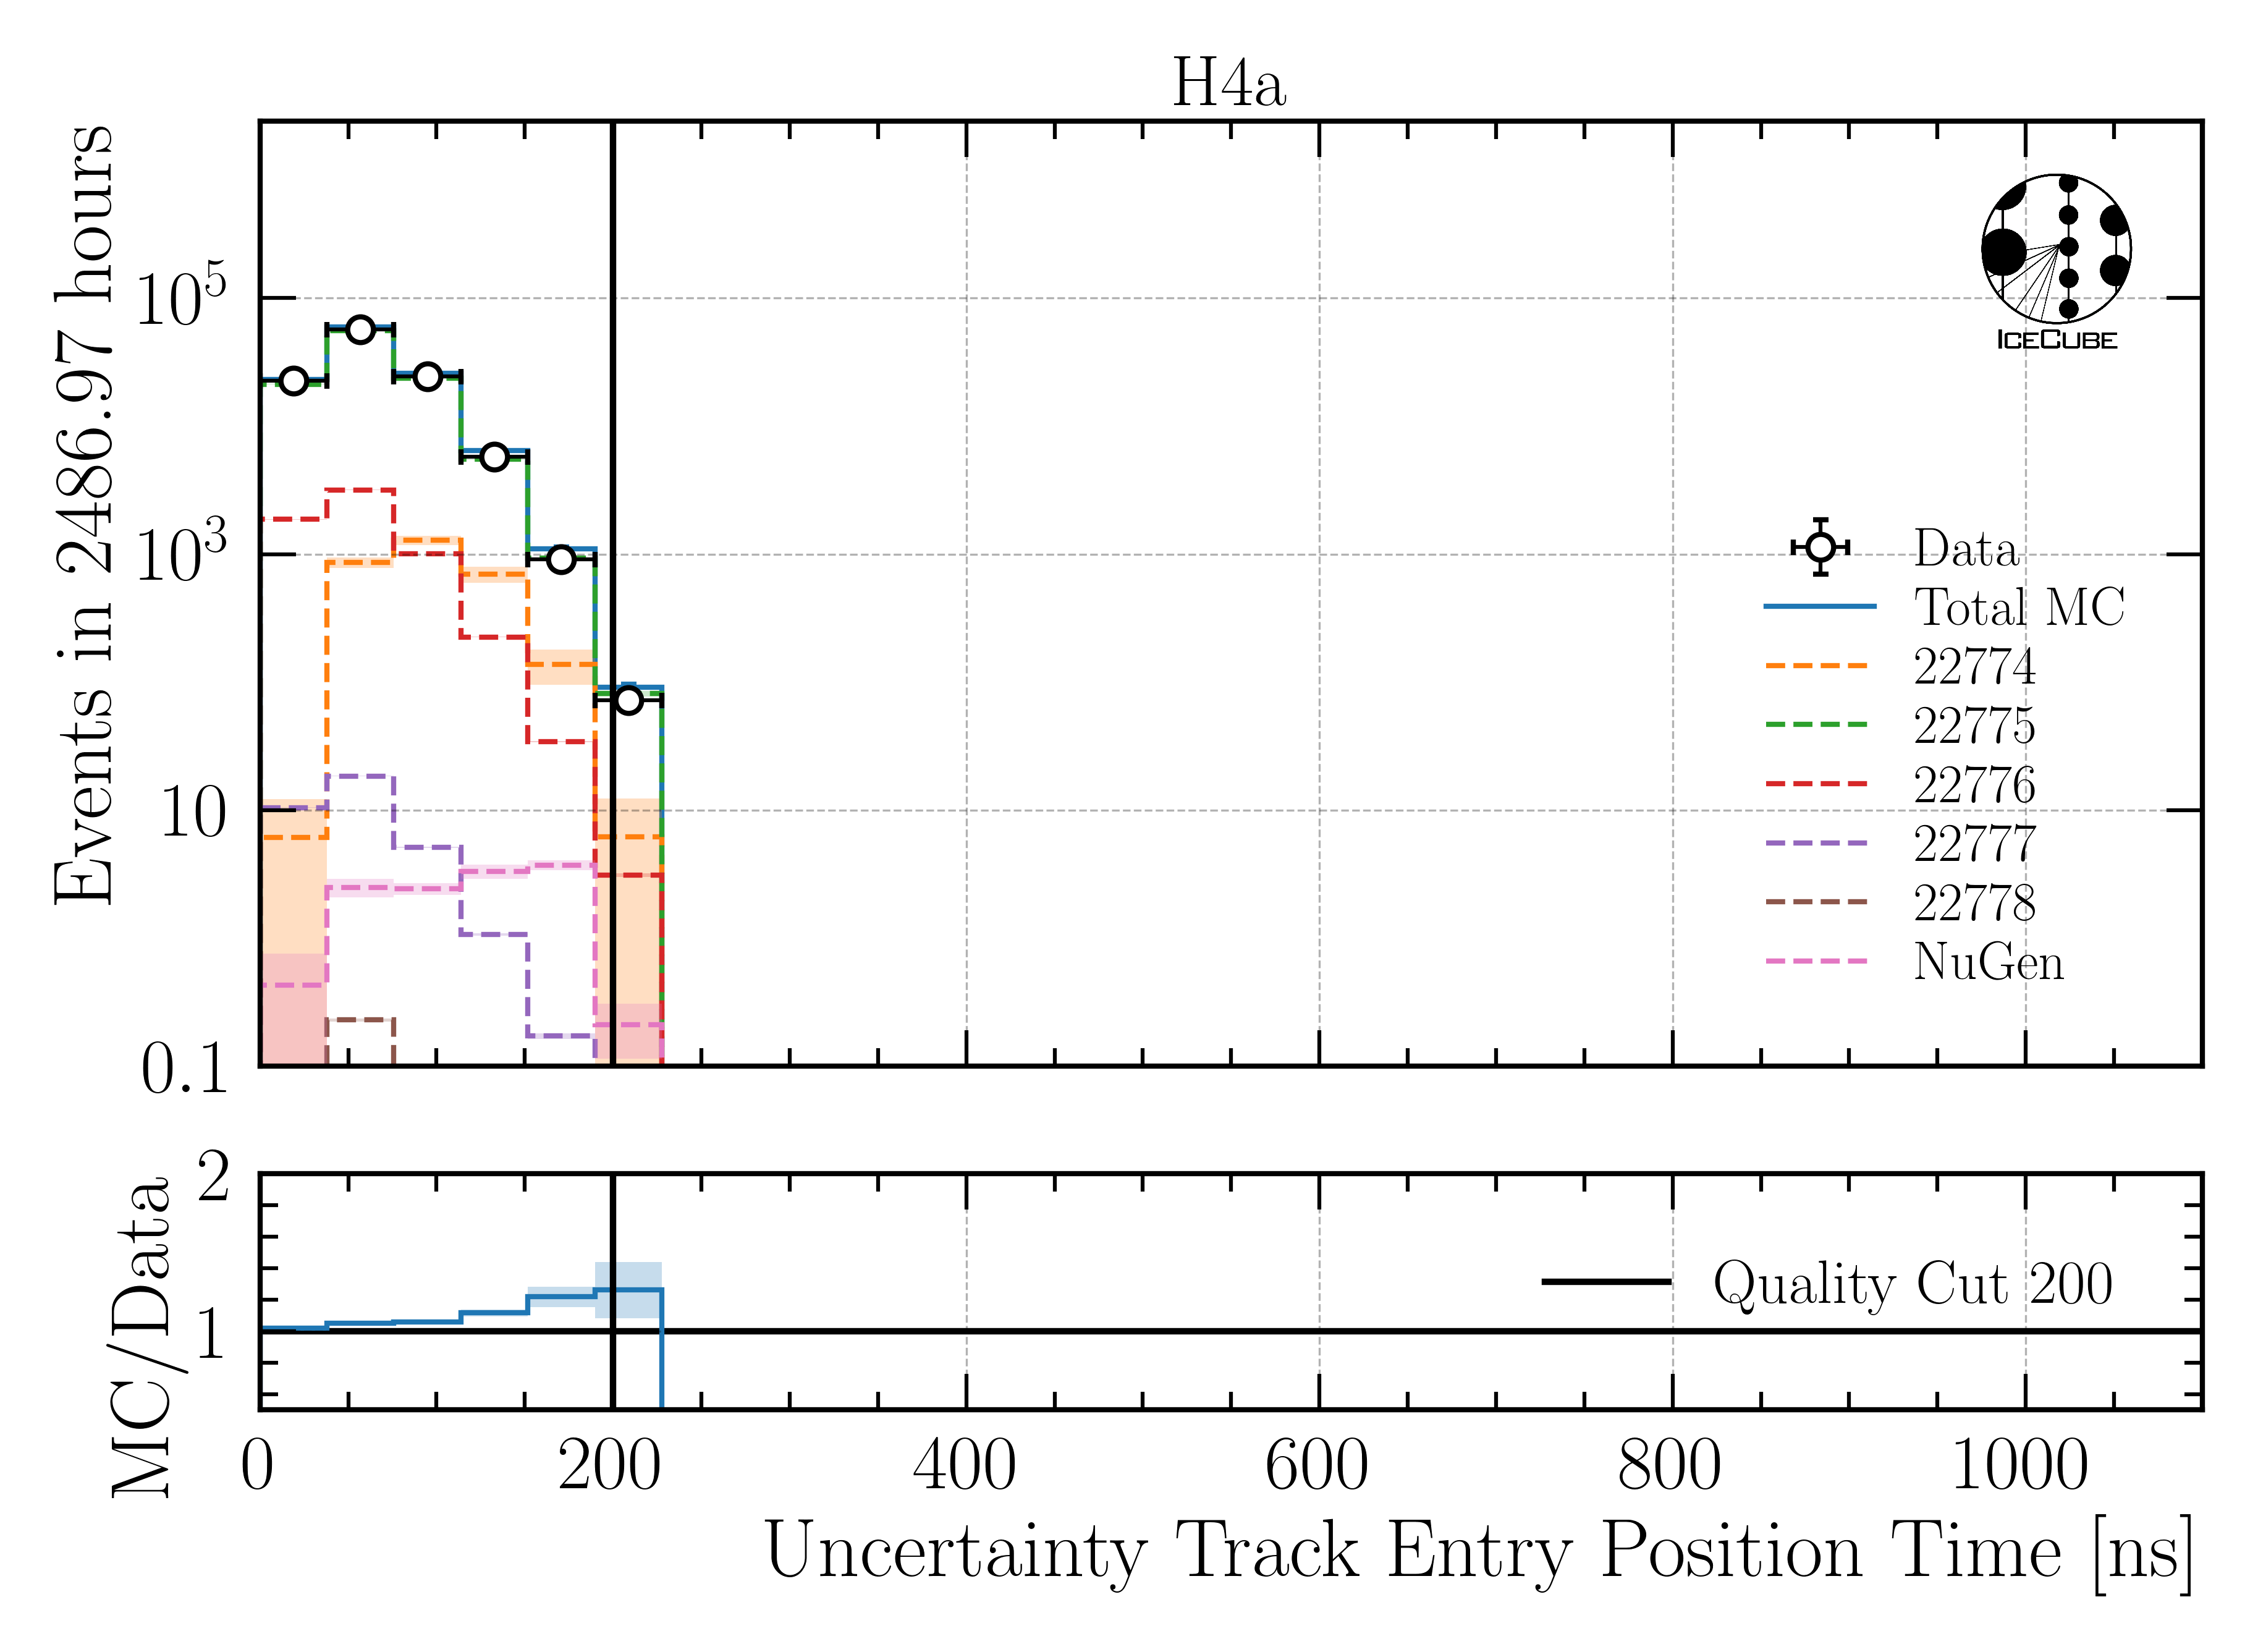 H4a
Events in 2486.97 hours
10^5
10^3
10
0.1
ICECUBE
Data
Total MC
22774
22775
22776
22777
22778
NuGen
MC/Data
2
1
Quality Cut 200
0 200 400 600 800 1000
Uncertainty Track Entry Position Time [ns]